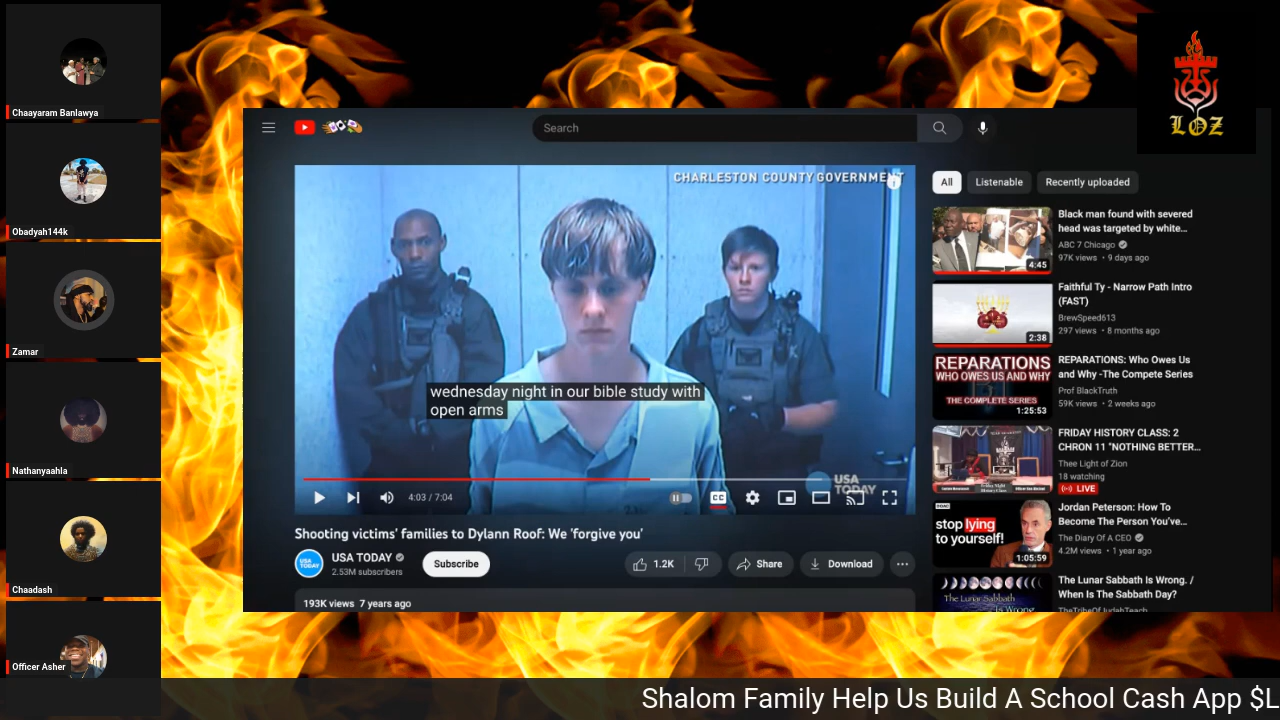 Chaayaram Banlawya
Obadyah144k
Zamar
Nathanyaahla
Chaadash
Officer Asher
LOZ
Search
CHARLESTON COUNTY GOVERNMENT
wednesday night in our bible study with
open arms
USA
TODAY
4:03 / 7:04
CC
Shooting victims' families to Dylann Roof: We 'forgive you'
USA TODAY
2.53M subscribers
Subscribe
1.2K
Share
Download
193K views 7 years ago
All
Listenable
Recently uploaded
Black man found with severed
head was targeted by white...
ABC 7 Chicago
97K views • 9 days ago
4:45
Faithful Ty - Narrow Path Intro
(FAST)
BrewSpeed613
297 views • 8 months ago
2:38
REPARATIONS
WHO OWES US AND WHY
THE COMPLETE SERIES
1:25:53
REPARATIONS: Who Owes Us
and Why -The Compete Series
Prof BlackTruth
59K views • 2 weeks ago
FRIDAY HISTORY CLASS: 2
CHRON 11 "NOTHING BETTER...
Thee Light of Zion
18 watching
LIVE
stop lying
to yourself!
1:05:59
Jordan Peterson: How To
Become The Person You've...
The Diary Of A CEO
4.2M views • 1 year ago
The Lunar Sabbath
Is Wrong
The Lunar Sabbath Is Wrong. /
When Is The Sabbath Day?
TheTribeOfJudahTeach
Shalom Family Help Us Build A School Cash App $L